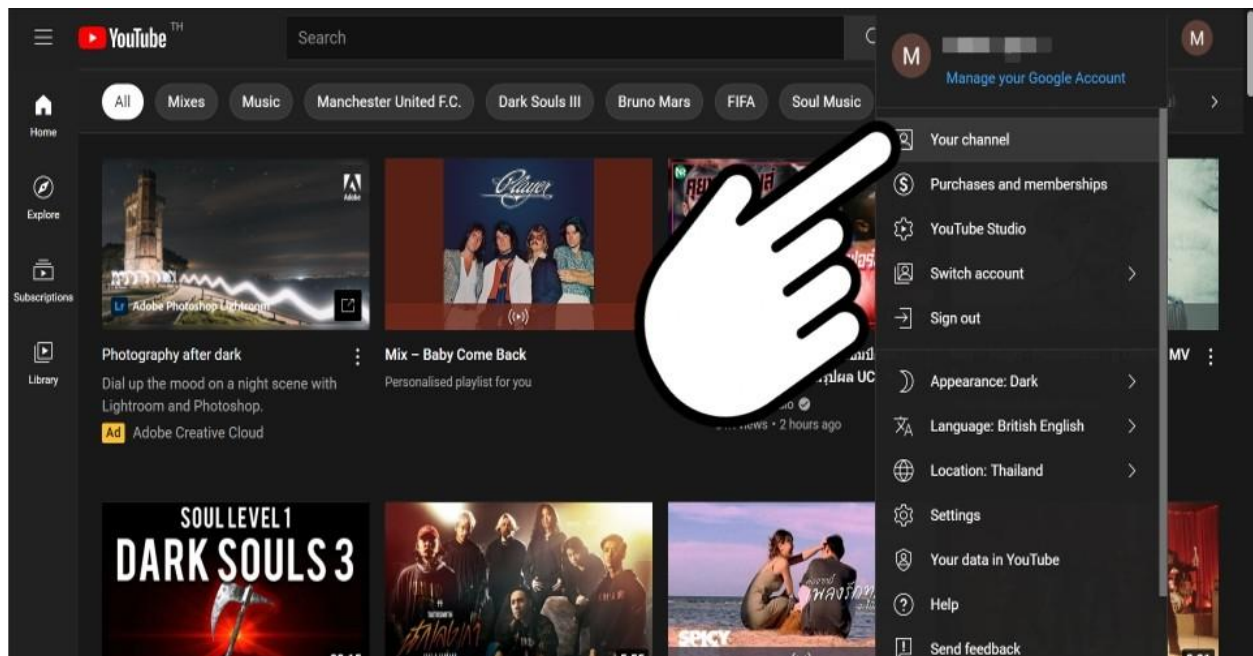 YouTube TH
Search
M
Manage your Google Account
M
All
Mixes
Music
Manchester United F.C.
Dark Souls III
Bruno Mars
FIFA
Soul Music
Home
Explore
Subscriptions
Library
Your channel
Purchases and memberships
YouTube Studio
Switch account
Sign out
Appearance: Dark
Language: British English
Location: Thailand
Settings
Your data in YouTube
Help
Send feedback
Adobe
Lr Adobe Photoshop Lightroom
Photography after dark
Dial up the mood on a night scene with
Lightroom and Photoshop.
Ad Adobe Creative Cloud
Player
Mix – Baby Come Back
Personalised playlist for you
UC
views • 2 hours ago
MV
SOUL LEVEL 1
DARK SOULS 3
SPICY